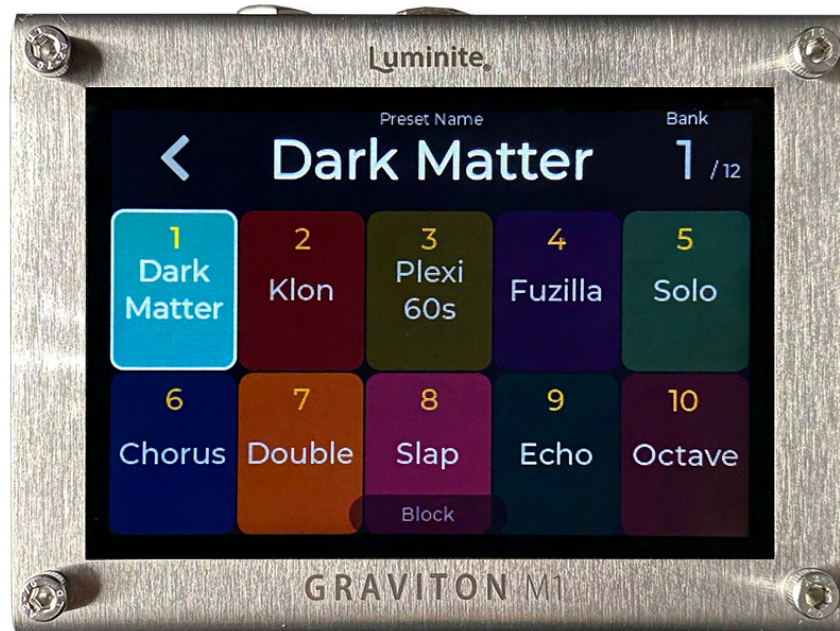 Luminite
Preset Name
Bank
Dark Matter
1 / 12
1
Dark
Matter
2
Klon
3
Plexi
60s
4
Fuzilla
5
Solo
6
Chorus
7
Double
8
Slap
9
Echo
10
Octave
Block
GRAVITON M1